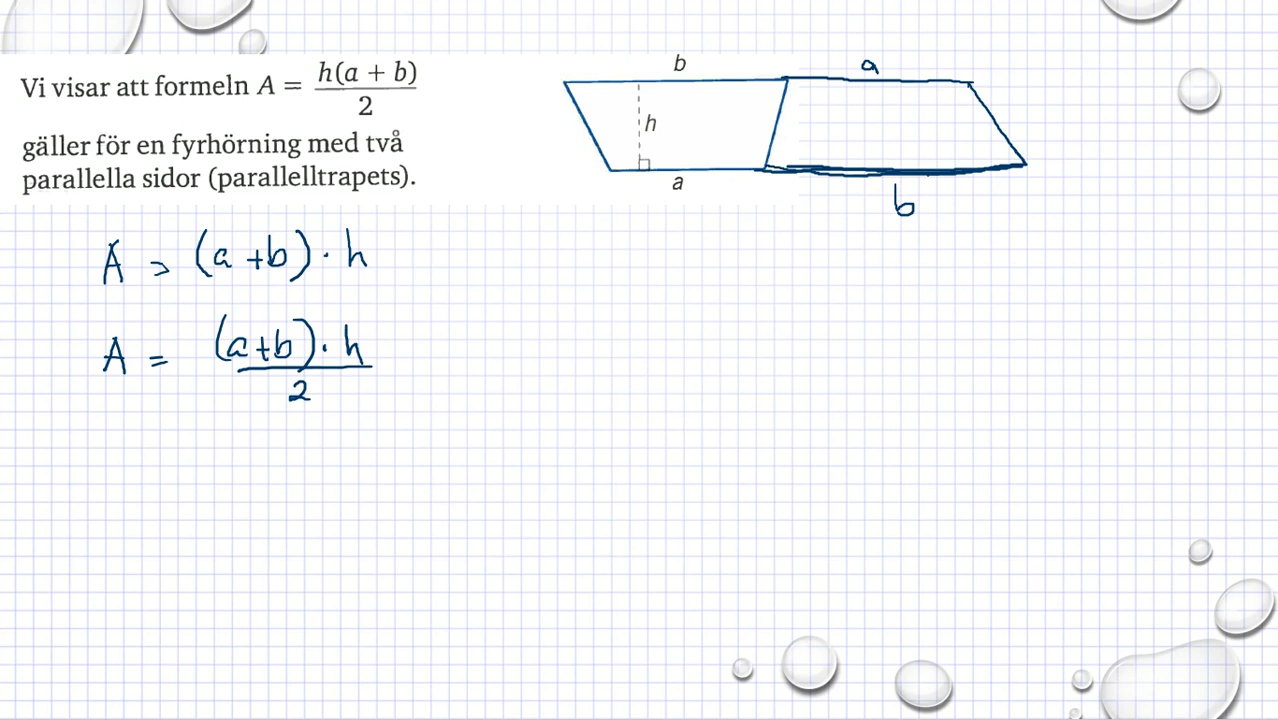 Vi visar att formeln A = h(a + b) / 2
gäller för en fyrhörning med två
parallella sidor (parallelltrapets).
b
a
h
a
b
A = (a+b) · h
A = (a+b) · h / 2